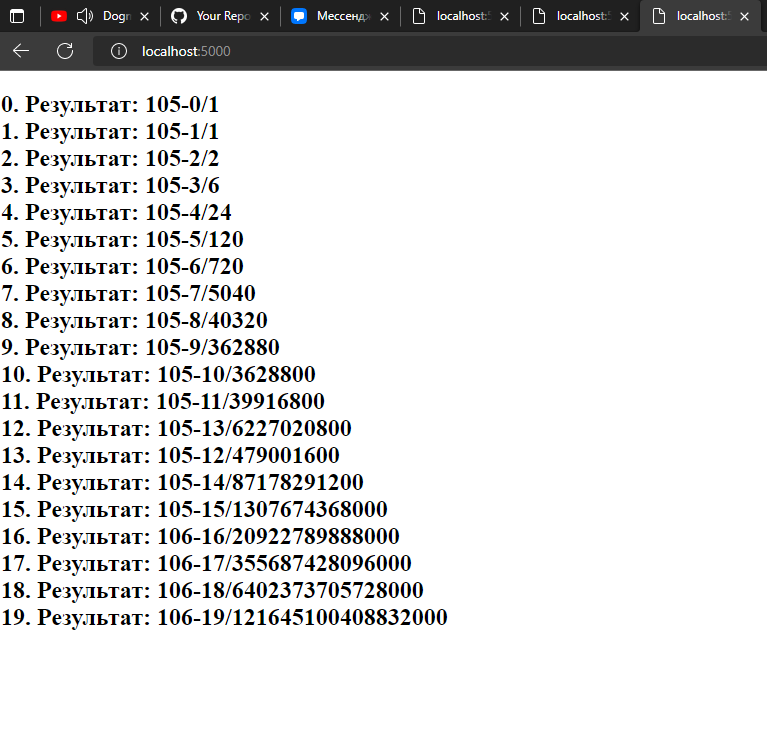 Dogn
Your Repo
Мессендж
localhost:5
localhost:5
localhost:5
localhost:5000
0. Результат: 105-0/1
1. Результат: 105-1/1
2. Результат: 105-2/2
3. Результат: 105-3/6
4. Результат: 105-4/24
5. Результат: 105-5/120
6. Результат: 105-6/720
7. Результат: 105-7/5040
8. Результат: 105-8/40320
9. Результат: 105-9/362880
10. Результат: 105-10/3628800
11. Результат: 105-11/39916800
12. Результат: 105-13/6227020800
13. Результат: 105-12/479001600
14. Результат: 105-14/87178291200
15. Результат: 105-15/1307674368000
16. Результат: 106-16/20922789888000
17. Результат: 106-17/355687428096000
18. Результат: 106-18/6402373705728000
19. Результат: 106-19/121645100408832000